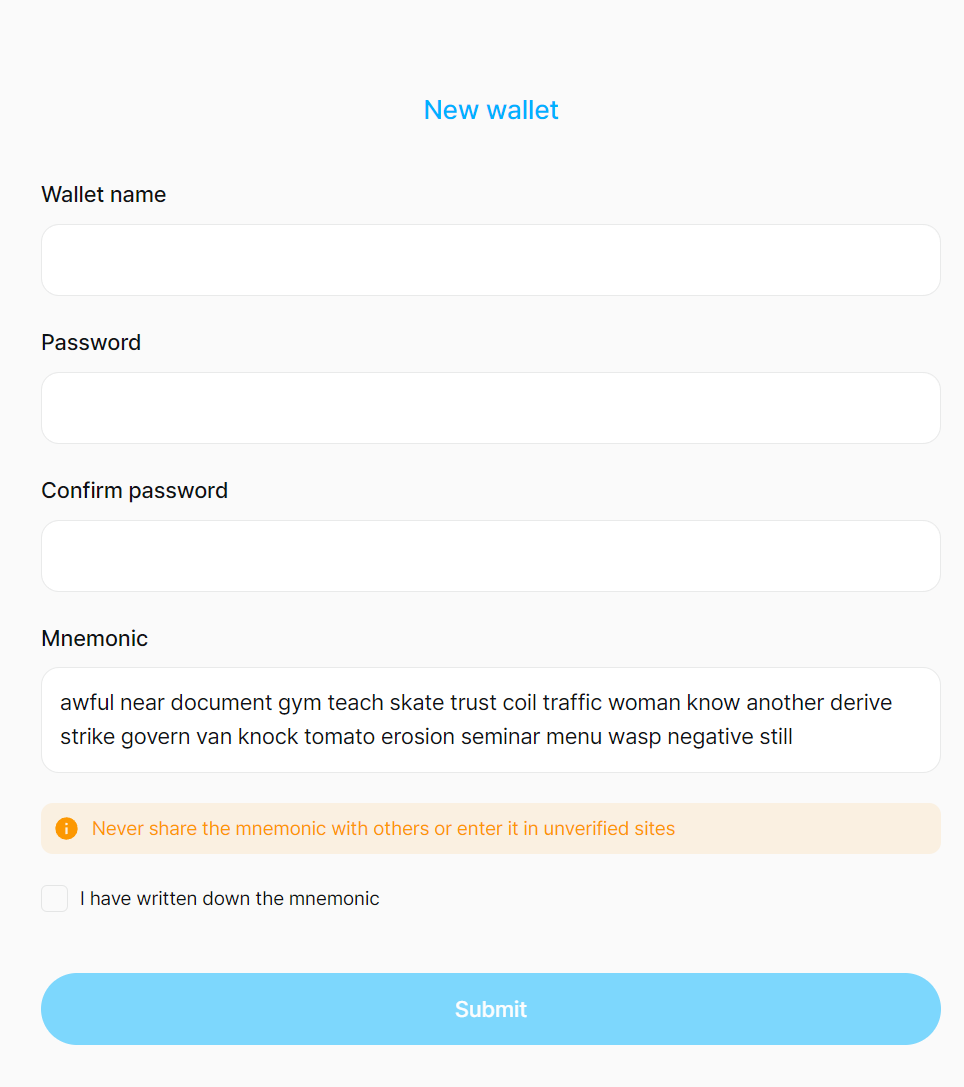 New wallet
Wallet name
Password
Confirm password
Mnemonic
awful near document gym teach skate trust coil traffic woman know another derive
strike govern van knock tomato erosion seminar menu wasp negative still
Never share the mnemonic with others or enter it in unverified sites
I have written down the mnemonic
Submit